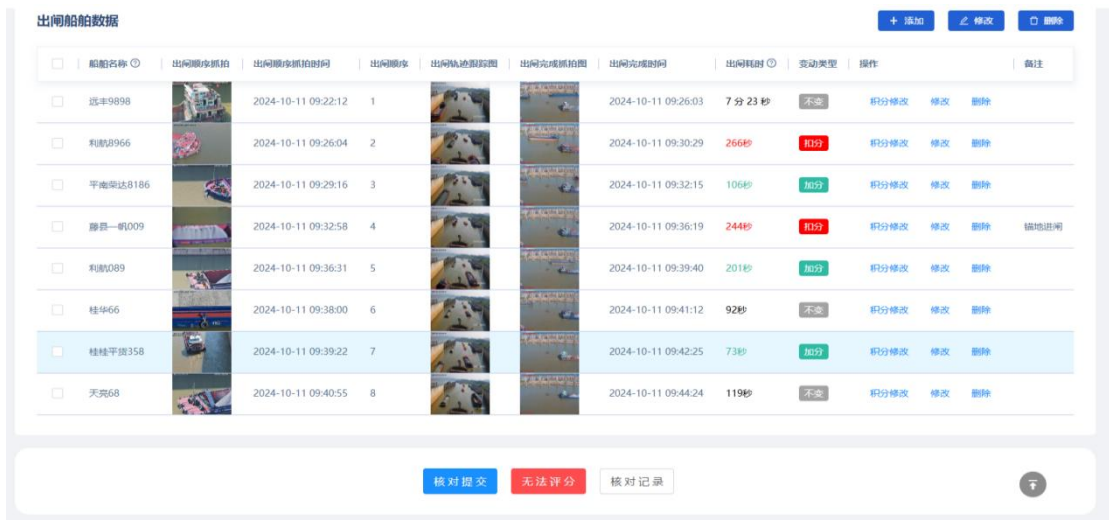 出闸船舶数据 + 添加 修改 删除
船舶名称 出闸顺序抓拍 出闸顺序抓拍时间 出闸顺序 出闸轨迹跟踪图 出闸完成抓拍图 出闸完成时间 出闸耗时 变动类型 操作 备注
远丰9898 2024-10-11 09:22:12 1 2024-10-11 09:26:03 7 分 23 秒 不变 积分修改 修改 删除
利航8966 2024-10-11 09:26:04 2 2024-10-11 09:30:29 266秒 扣分 积分修改 修改 删除
平南荣达8186 2024-10-11 09:29:16 3 2024-10-11 09:32:15 106秒 加分 积分修改 修改 删除
藤县一帆009 2024-10-11 09:32:58 4 2024-10-11 09:36:19 244秒 扣分 积分修改 修改 删除 锚地进闸
利航089 2024-10-11 09:36:31 5 2024-10-11 09:39:40 201秒 加分 积分修改 修改 删除
桂华66 2024-10-11 09:38:00 6 2024-10-11 09:41:12 92秒 不变 积分修改 修改 删除
桂桂平货358 2024-10-11 09:39:22 7 2024-10-11 09:42:25 73秒 加分 积分修改 修改 删除
天亮68 2024-10-11 09:40:55 8 2024-10-11 09:44:24 119秒 不变 积分修改 修改 删除
核对提交 无法评分 核对记录